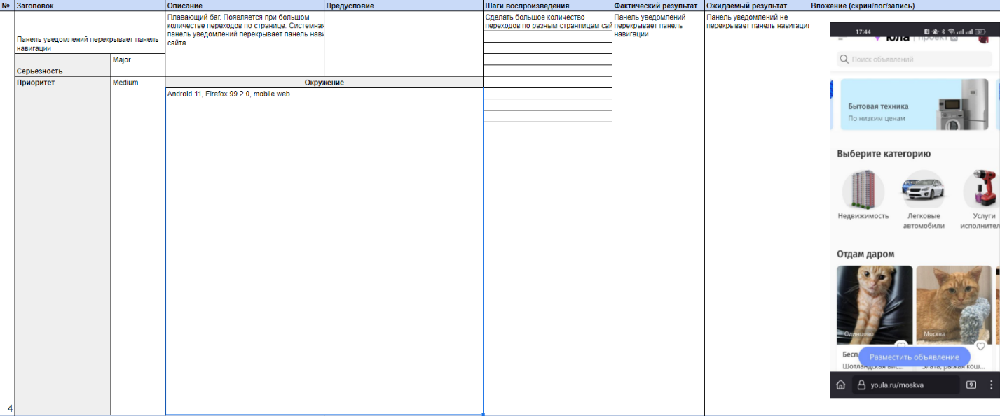 № Заголовок Описание Предусловие Шаги воспроизведения Фактический результат Ожидаемый результат Вложение (скрин/лог/запись)
Панель уведомлений перекрывает панель
навигации
Плавающий баг. Появляется при большом
количестве переходов по странице. Системная
панель уведомлений перекрывает панель нави
сайта
Сделать большое количество
переходов по разным странпицам сай
Панель уведомлений
перекрывает панель
навигации
Панель уведомлений не
перекрывает панель навигации
Серьезность Major
Приоритет Medium
Окружение
Android 11, Firefox 99.2.0, mobile web
4
17:44
юла проект
Поиск объявлений
Бытовая техника
По низким ценам
Выберите категорию
Недвижимость
Легковые
автомобили
Услуги
исполнител
Отдам даром
Одинцово
Москва
Бесп
Разместить объявление
Шотландская вис...
Злата, рыжая кош...
youla.ru/moskva
9